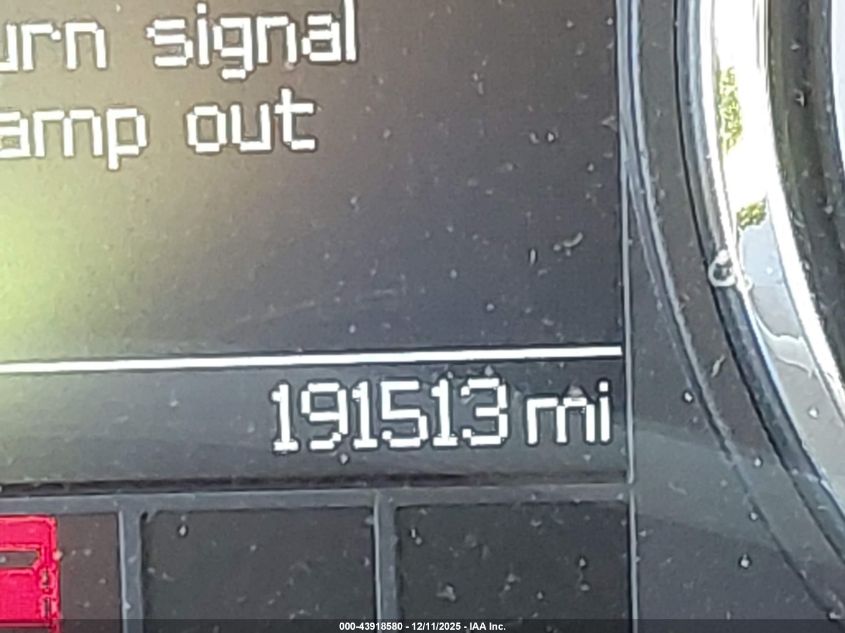 urn signal
amp out
191513 mi
000-43918580 - 12/11/2025 - IAA Inc.